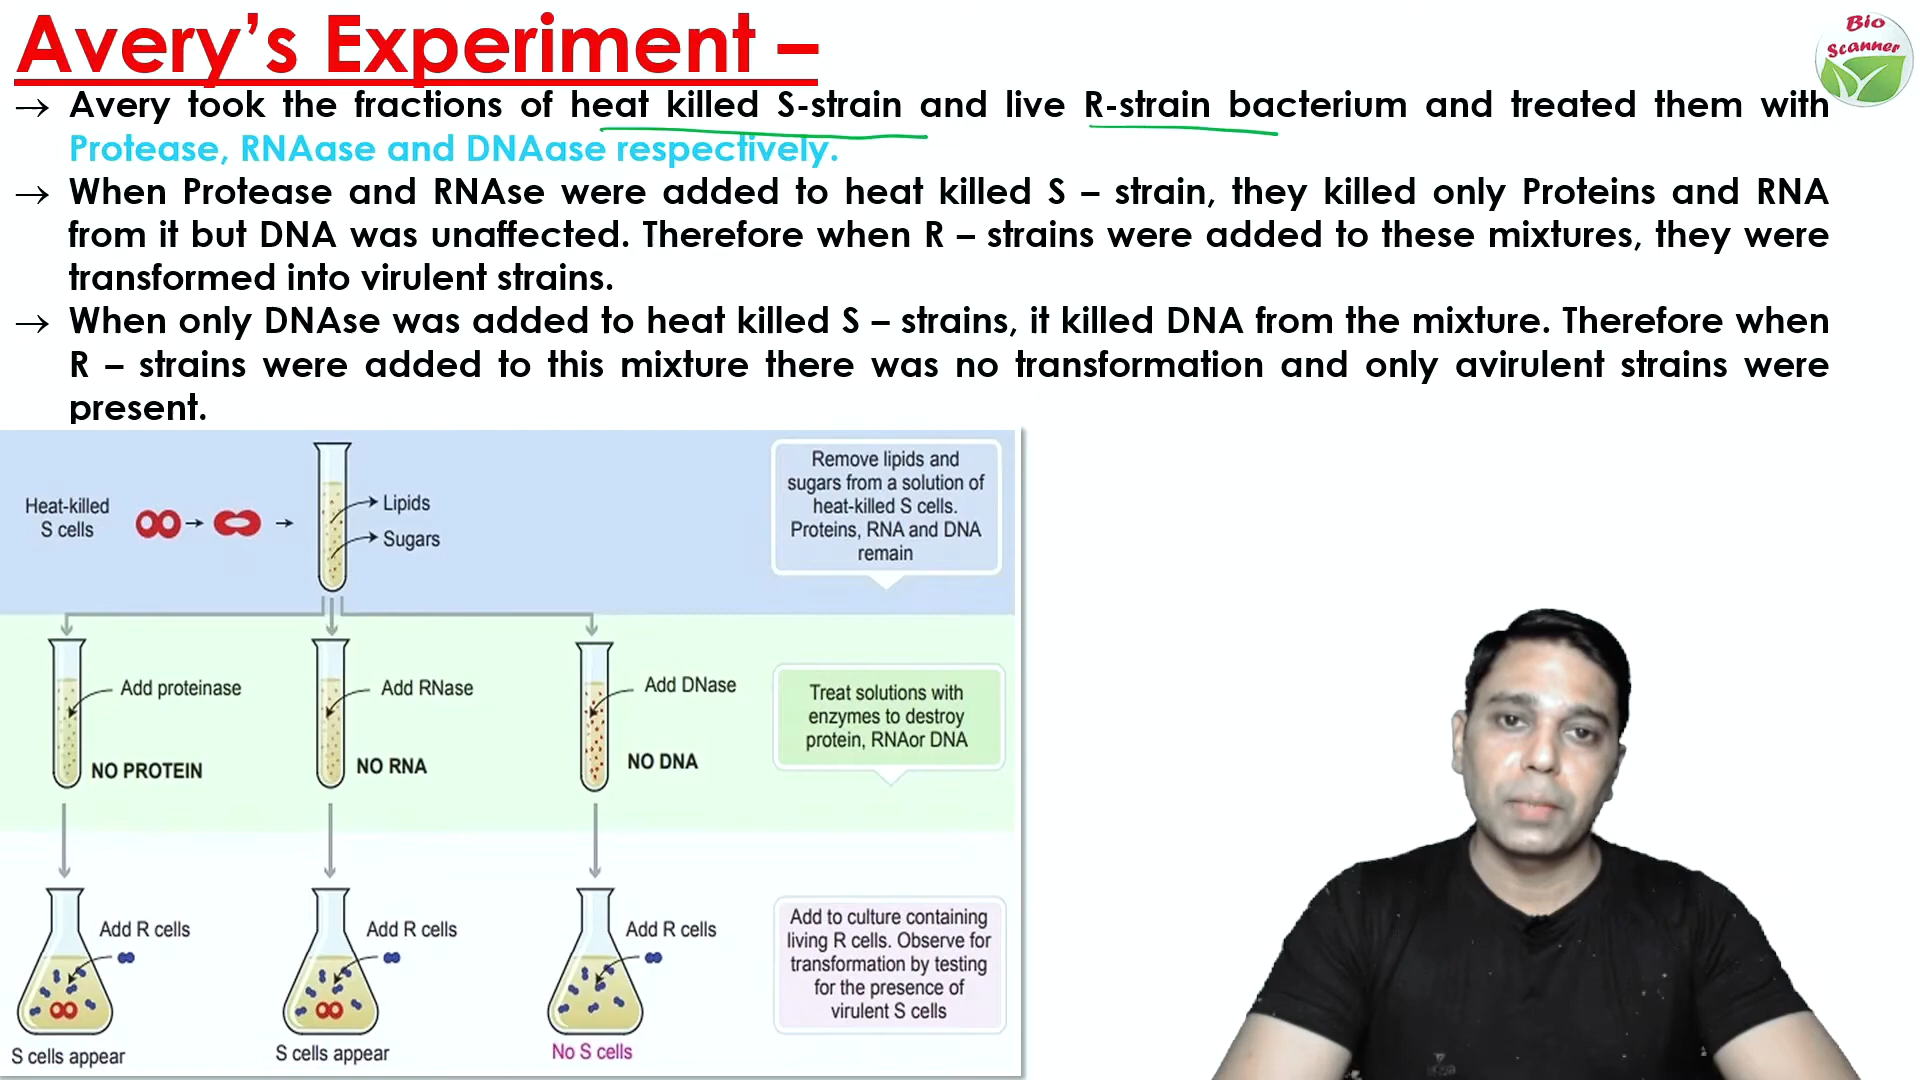 Avery's Experiment –
Bio
Scanner
→ Avery took the fractions of heat killed S-strain and live R-strain bacterium and treated them with
Protease, RNAase and DNAase respectively.
→ When Protease and RNAse were added to heat killed S – strain, they killed only Proteins and RNA
from it but DNA was unaffected. Therefore when R – strains were added to these mixtures, they were
transformed into virulent strains.
→ When only DNAse was added to heat killed S – strains, it killed DNA from the mixture. Therefore when
R – strains were added to this mixture there was no transformation and only avirulent strains were
present.
Heat-killed
S cells
Lipids
Sugars
Remove lipids and
sugars from a solution of
heat-killed S cells.
Proteins, RNA and DNA
remain
Add proteinase
NO PROTEIN
Add RNase
NO RNA
Add DNase
NO DNA
Treat solutions with
enzymes to destroy
protein, RNAor DNA
Add R cells
S cells appear
Add R cells
S cells appear
Add R cells
No S cells
Add to culture containing
living R cells. Observe for
transformation by testing
for the presence of
virulent S cells